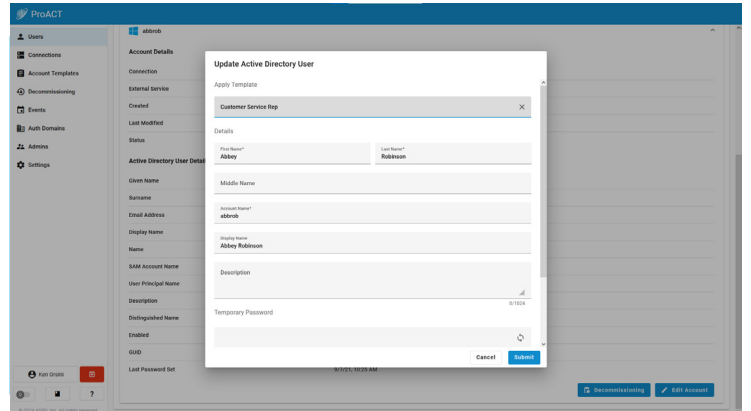 ProACT
Users
Connections
Account Templates
Decommissioning
Events
Auth Domains
Admins
Settings
Ken Grohl
?
abbrob
Account Details
Connection
External Service
Created
Last Modified
Status
Active Directory User Detail
Given Name
Surname
Email Address
Display Name
Name
SAM Account Name
User Principal Name
Description
Distinguished Name
Enabled
GUID
Last Password Set
9/7/21, 10:25 AM
Decommissioning
Edit Account
Update Active Directory User
Apply Template
Customer Service Rep
Details
First Name*
Abbey
Last Name*
Robinson
Middle Name
Account Name*
abbrob
Display Name
Abbey Robinson
Description
0/1024
Temporary Password
Cancel
Submit